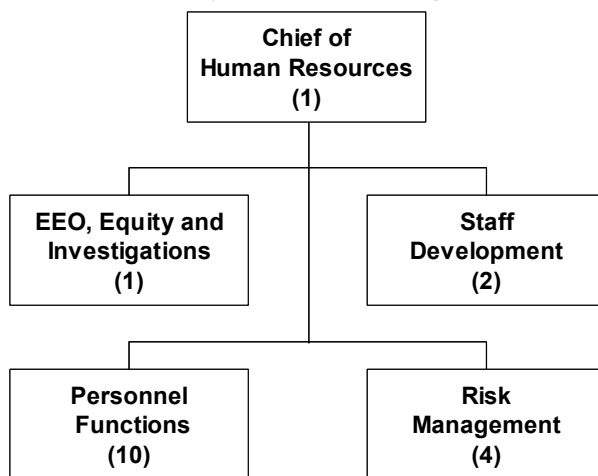 Chief of
Human Resources
(1)
EEO, Equity and
Investigations
(1)
Staff
Development
(2)
Personnel
Functions
(10)
Risk
Management
(4)